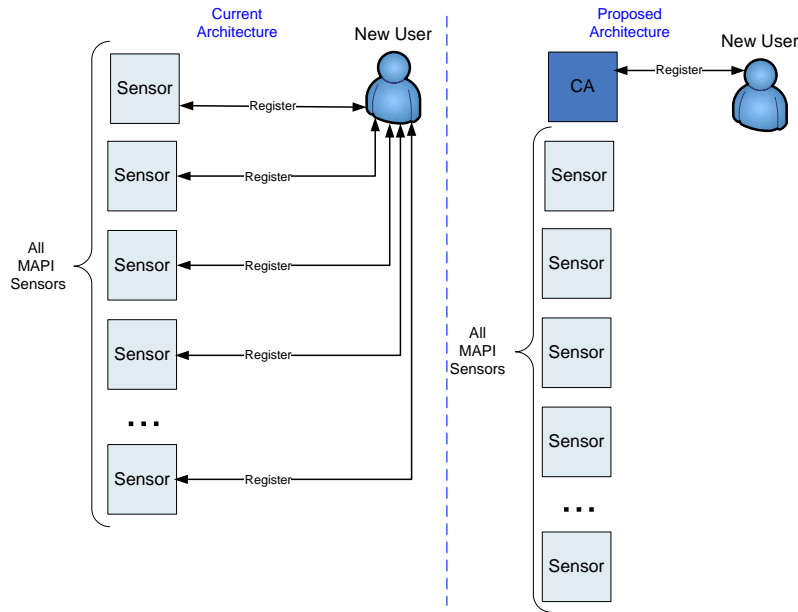 Current
Architecture
New User
Sensor
Register
Sensor
Register
Sensor
Register
Sensor
Register
...
Sensor
Register
All
MAPI
Sensors
Proposed
Architecture
New User
CA
Register
Sensor
Sensor
Sensor
Sensor
...
Sensor
All
MAPI
Sensors